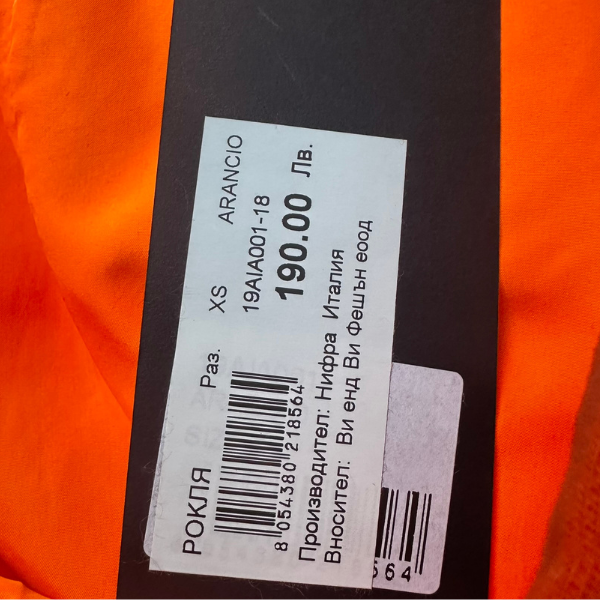 РОКЛЯ Раз. XS ARANCIO
19AIA001-18
190.00 Лв.
8 054380 218564
Производител: Нифра Италия
Вносител: Ви енд Ви Фешън еоод
564